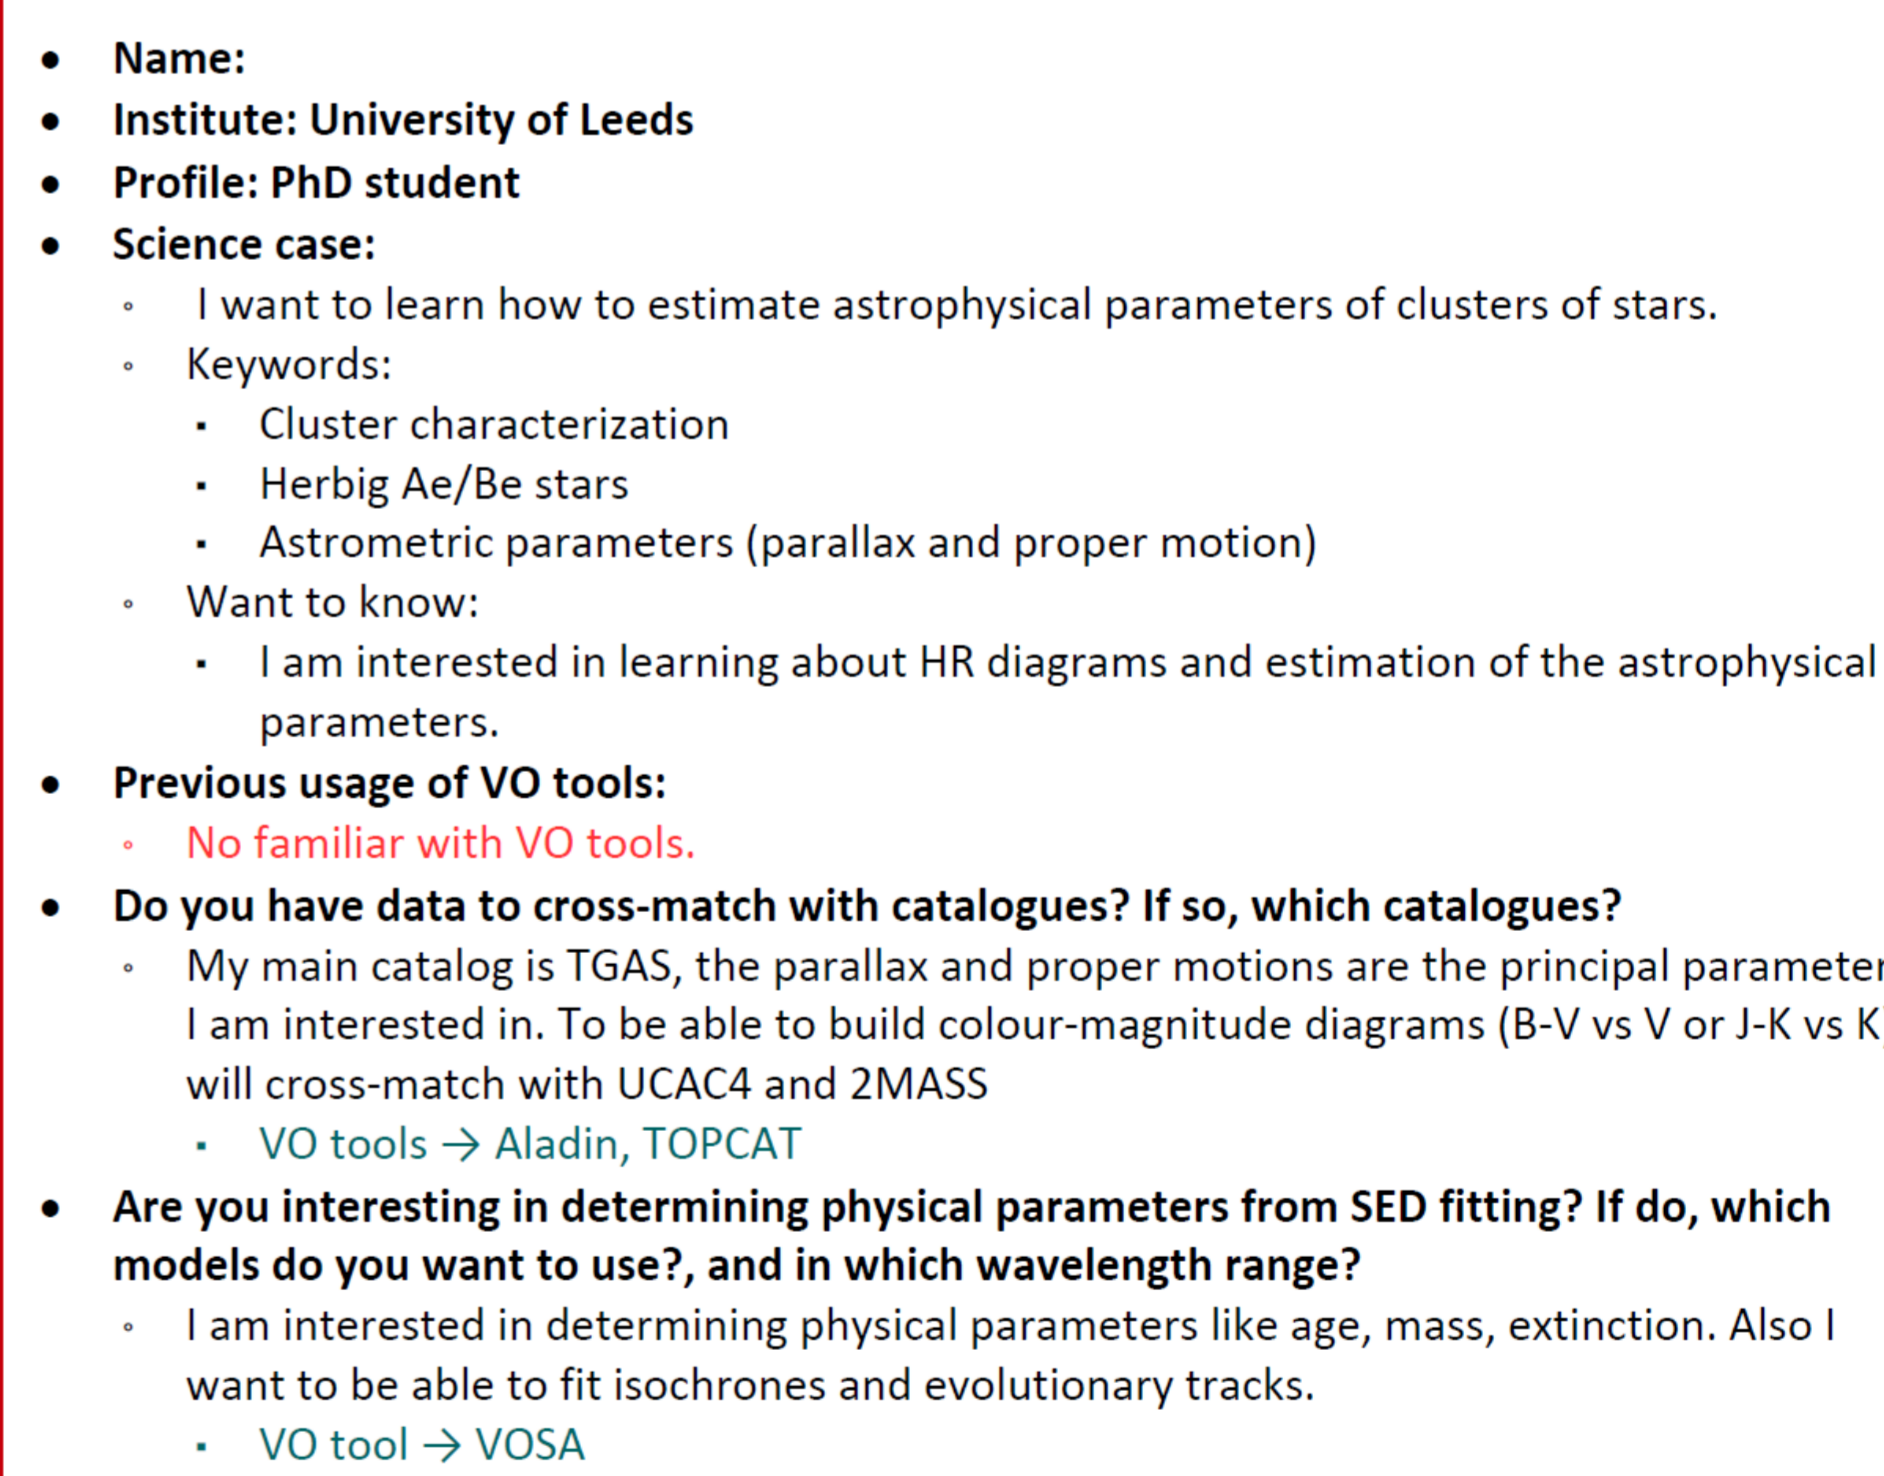 • Name:
• Institute: University of Leeds
• Profile: PhD student
• Science case:
◦ I want to learn how to estimate astrophysical parameters of clusters of stars.
◦ Keywords:
▪ Cluster characterization
▪ Herbig Ae/Be stars
▪ Astrometric parameters (parallax and proper motion)
◦ Want to know:
▪ I am interested in learning about HR diagrams and estimation of the astrophysical
parameters.
• Previous usage of VO tools:
◦ No familiar with VO tools.
• Do you have data to cross-match with catalogues? If so, which catalogues?
◦ My main catalog is TGAS, the parallax and proper motions are the principal parameter
I am interested in. To be able to build colour-magnitude diagrams (B-V vs V or J-K vs K)
will cross-match with UCAC4 and 2MASS
▪ VO tools → Aladin, TOPCAT
• Are you interesting in determining physical parameters from SED fitting? If do, which
models do you want to use?, and in which wavelength range?
◦ I am interested in determining physical parameters like age, mass, extinction. Also I
want to be able to fit isochrones and evolutionary tracks.
▪ VO tool → VOSA